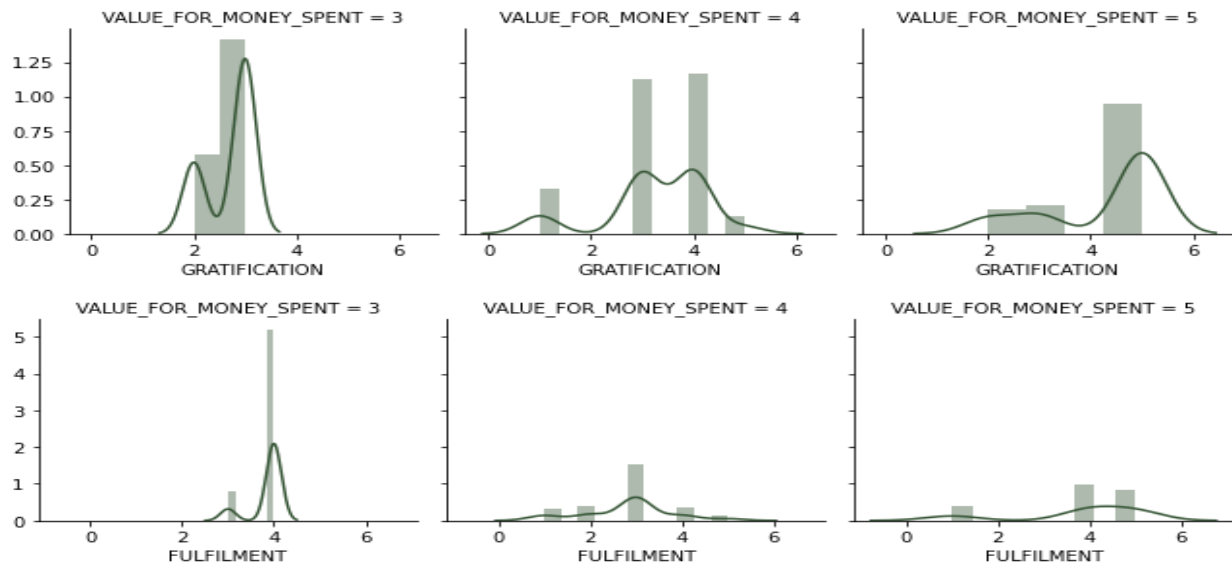 VALUE_FOR_MONEY_SPENT = 3 VALUE_FOR_MONEY_SPENT = 4 VALUE_FOR_MONEY_SPENT = 5
1.25
1.00
0.75
0.50
0.25
0.00
0 2 4 6 0 2 4 6 0 2 4 6
GRATIFICATION GRATIFICATION GRATIFICATION
VALUE_FOR_MONEY_SPENT = 3 VALUE_FOR_MONEY_SPENT = 4 VALUE_FOR_MONEY_SPENT = 5
5
4
3
2
1
0
0 2 4 6 0 2 4 6 0 2 4 6
FULFILMENT FULFILMENT FULFILMENT